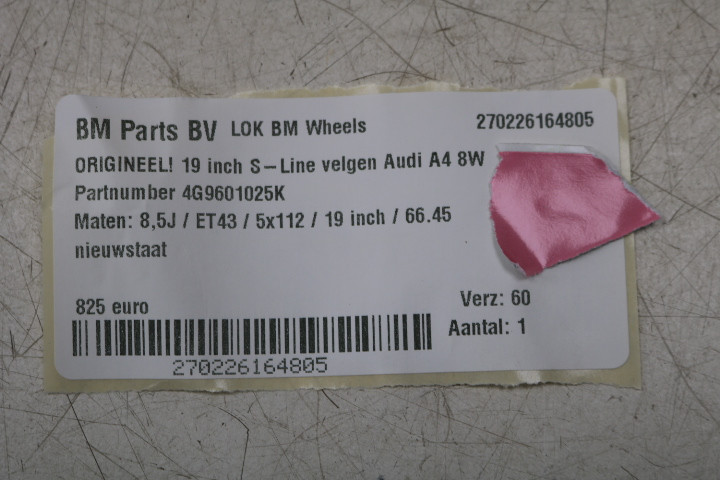 BM Parts BV LOK BM Wheels 270226164805
ORIGINEEL! 19 inch S-Line velgen Audi A4 8W
Partnumber 4G9601025K
Maten: 8,5J / ET43 / 5x112 / 19 inch / 66.45
nieuwstaat
825 euro Verz: 60
Aantal: 1
270226164805